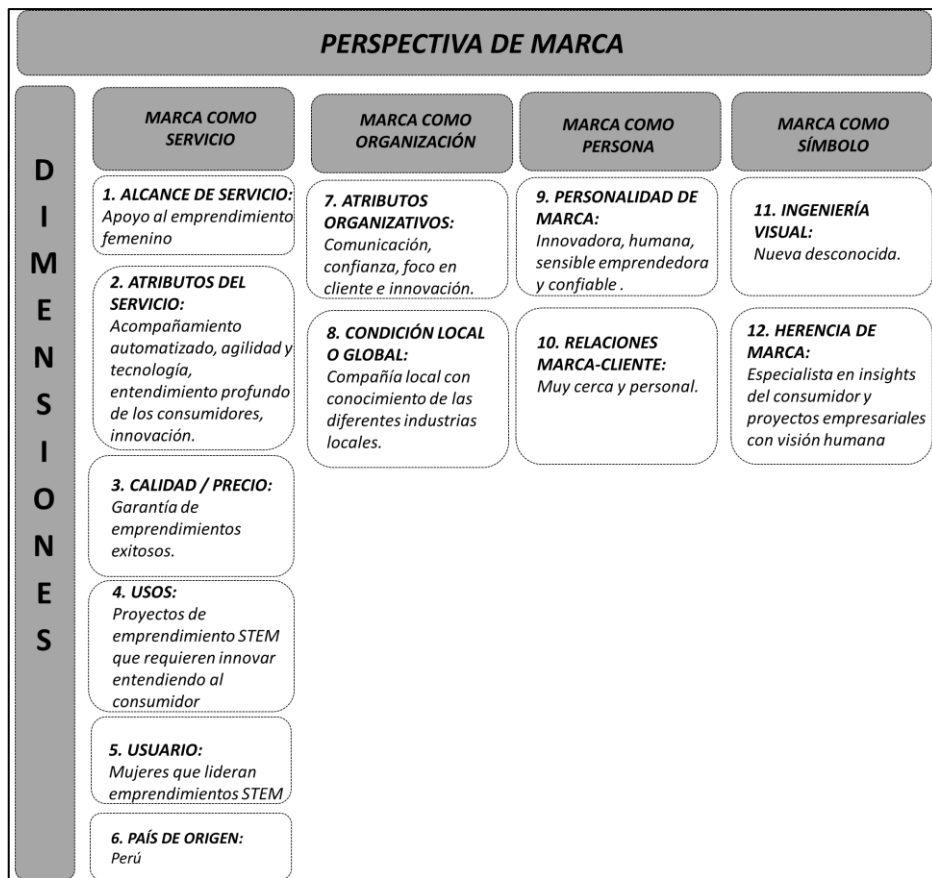 PERSPECTIVA DE MARCA
DIMENSIONES
MARCA COMO
SERVICIO
1. ALCANCE DE SERVICIO:
Apoyo al emprendimiento
femenino
2. ATRIBUTOS DEL
SERVICIO:
Acompañamiento
automatizado, agilidad y
tecnología,
entendimiento profundo
de los consumidores,
innovación.
3. CALIDAD / PRECIO:
Garantía de
emprendimientos
exitosos.
4. USOS:
Proyectos de
emprendimiento STEM
que requieren innovar
entendiendo al
consumidor
5. USUARIO:
Mujeres que lideran
emprendimientos STEM
6. PAÍS DE ORIGEN:
Perú
MARCA COMO
ORGANIZACIÓN
7. ATRIBUTOS
ORGANIZATIVOS:
Comunicación,
confianza, foco en
cliente e innovación.
8. CONDICIÓN LOCAL
O GLOBAL:
Compañía local con
conocimiento de las
diferentes industrias
locales.
MARCA COMO
PERSONA
9. PERSONALIDAD DE
MARCA:
Innovadora, humana,
sensible emprendedora
y confiable .
10. RELACIONES
MARCA-CLIENTE:
Muy cerca y personal.
MARCA COMO
SÍMBOLO
11. INGENIERÍA
VISUAL:
Nueva desconocida.
12. HERENCIA DE
MARCA:
Especialista en insights
del consumidor y
proyectos empresariales
con visión humana